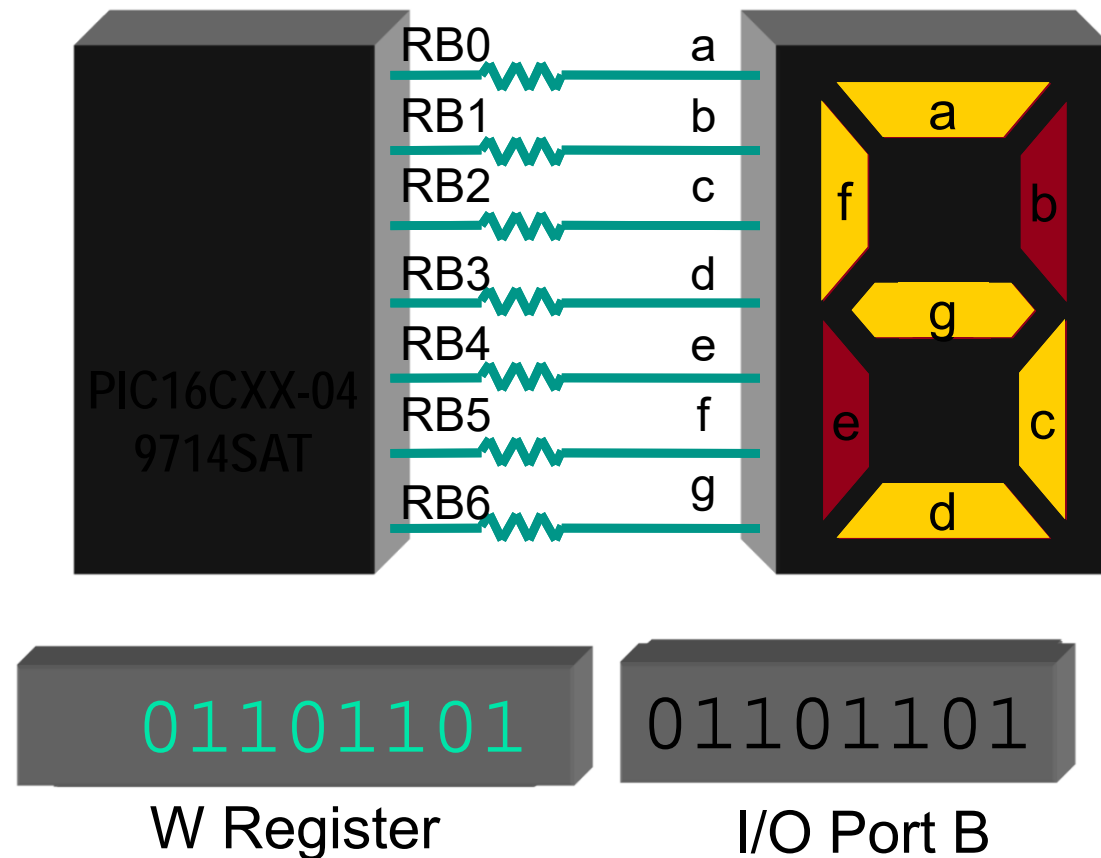 RB0 a
RB1 b
RB2 c
RB3 d
RB4 e
RB5 f
RB6 g
PIC16CXX-04
9714SAT
a
f b
g
e c
d
01101101 01101101
W Register I/O Port B